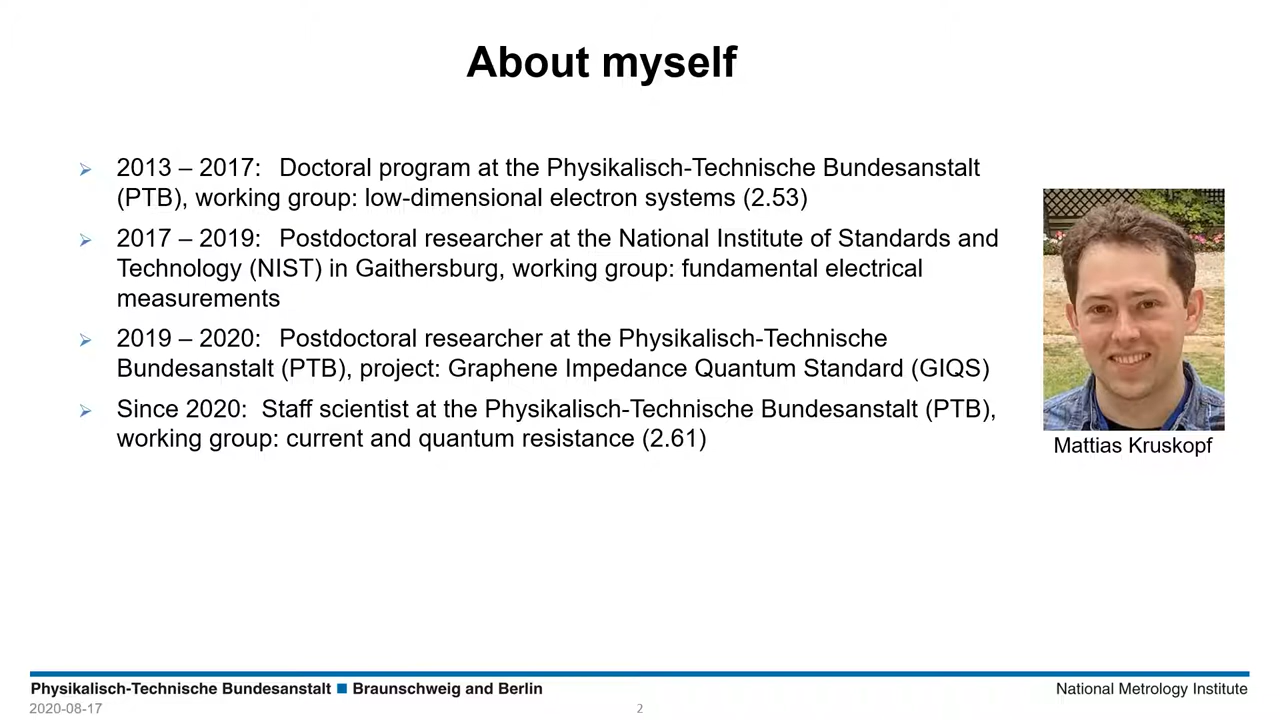 About myself
2013 – 2017: Doctoral program at the Physikalisch-Technische Bundesanstalt
(PTB), working group: low-dimensional electron systems (2.53)
2017 – 2019: Postdoctoral researcher at the National Institute of Standards and
Technology (NIST) in Gaithersburg, working group: fundamental electrical
measurements
2019 – 2020: Postdoctoral researcher at the Physikalisch-Technische
Bundesanstalt (PTB), project: Graphene Impedance Quantum Standard (GIQS)
Since 2020: Staff scientist at the Physikalisch-Technische Bundesanstalt (PTB),
working group: current and quantum resistance (2.61)
Mattias Kruskopf
Physikalisch-Technische Bundesanstalt ■ Braunschweig and Berlin
National Metrology Institute
2020-08-17
2